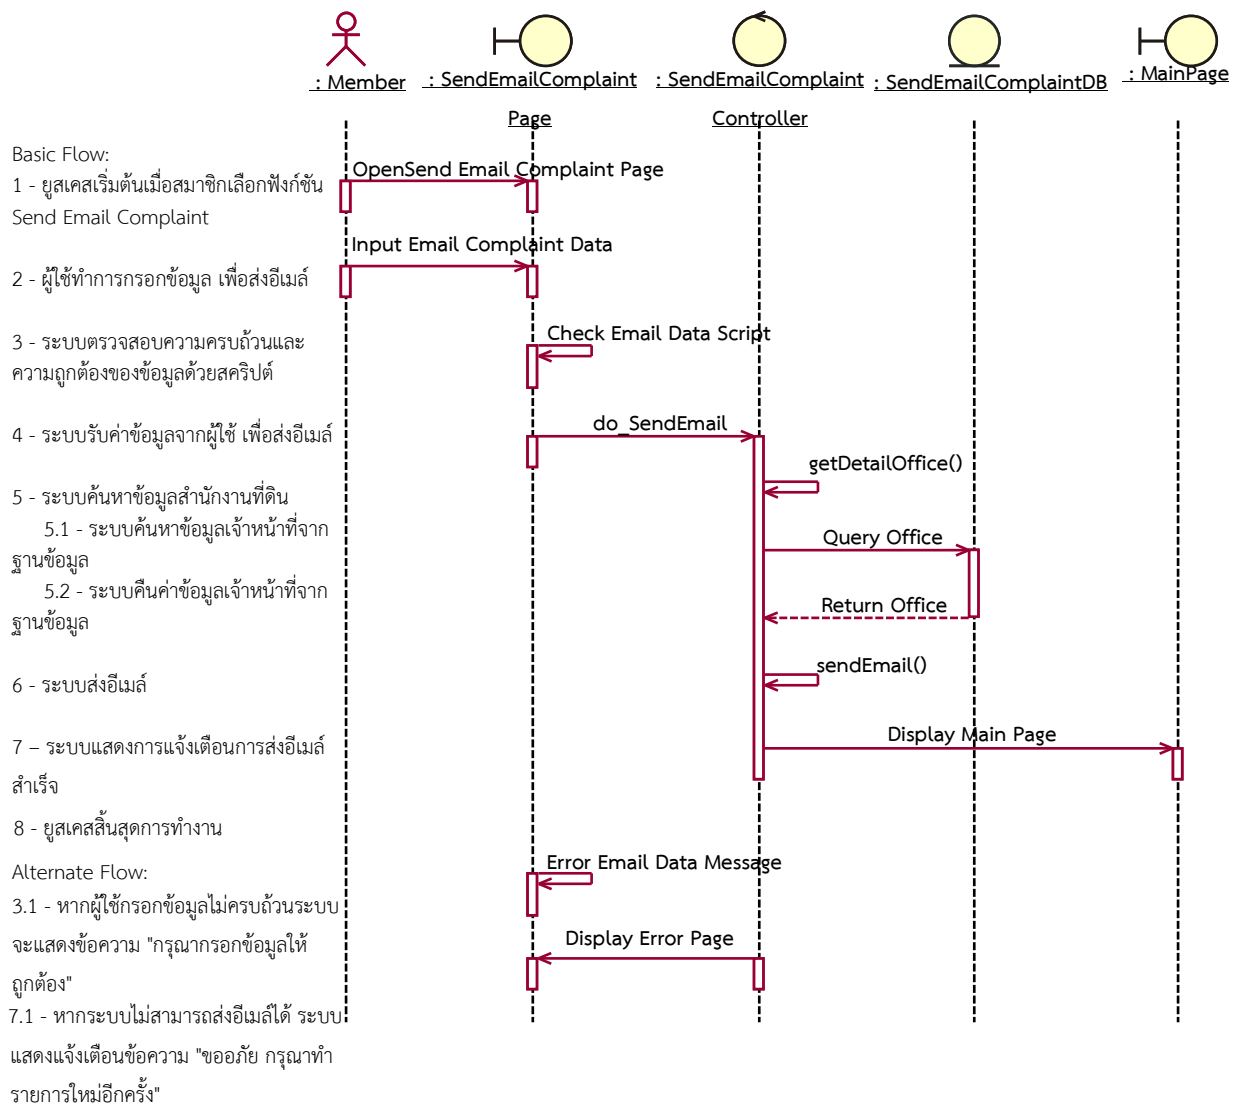 : Member
: SendEmailComplaint
Page
: SendEmailComplaint
Controller
: SendEmailComplaintDB
: MainPage
Basic Flow:
1 - ยูสเคสเริ่มต้นเมื่อสมาชิกเลือกฟังก์ชัน
Send Email Complaint
OpenSend Email Complaint Page
Input Email Complaint Data
2 - ผู้ใช้ทำการกรอกข้อมูล เพื่อส่งอีเมล์
Check Email Data Script
3 - ระบบตรวจสอบความครบถ้วนและ
ความถูกต้องของข้อมูลด้วยสคริปต์
do_SendEmail
4 - ระบบรับค่าข้อมูลจากผู้ใช้ เพื่อส่งอีเมล์
getDetailOffice()
5 - ระบบค้นหาข้อมูลสำนักงานที่ดิน
5.1 - ระบบค้นหาข้อมูลเจ้าหน้าที่จาก
ฐานข้อมูล
Query Office
5.2 - ระบบคืนค่าข้อมูลเจ้าหน้าที่จาก
ฐานข้อมูล
Return Office
sendEmail()
6 - ระบบส่งอีเมล์
Display Main Page
7 – ระบบแสดงการแจ้งเตือนการส่งอีเมล์
สำเร็จ
8 - ยูสเคสสิ้นสุดการทำงาน
Error Email Data Message
Alternate Flow:
3.1 - หากผู้ใช้กรอกข้อมูลไม่ครบถ้วนระบบ
จะแสดงข้อความ "กรุณากรอกข้อมูลให้
ถูกต้อง"
Display Error Page
7.1 - หากระบบไม่สามารถส่งอีเมล์ได้ ระบบ
แสดงแจ้งเตือนข้อความ "ขออภัย กรุณาทำ
รายการใหม่อีกครั้ง"